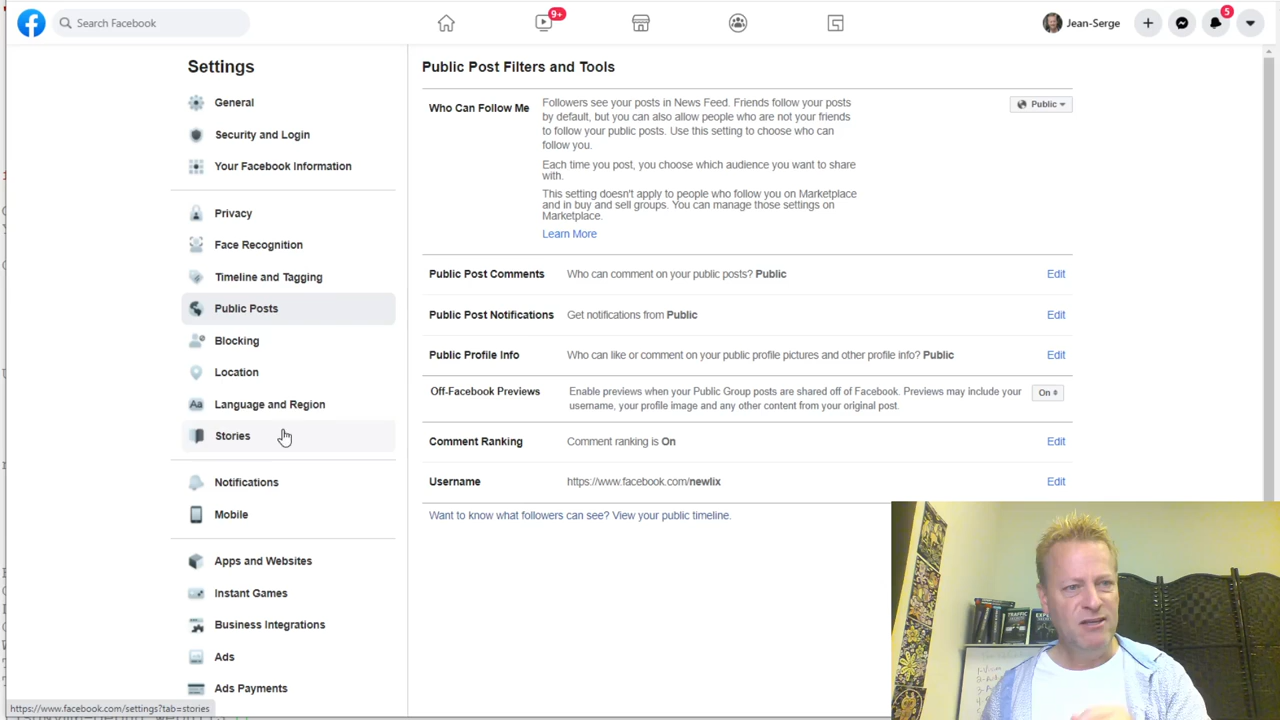 Search Facebook
9+
Jean-Serge
5
Settings
General
Security and Login
Your Facebook Information
Privacy
Face Recognition
Timeline and Tagging
Public Posts
Blocking
Location
Aa Language and Region
Stories
Notifications
Mobile
Apps and Websites
Instant Games
Business Integrations
Ads
Ads Payments
https://www.facebook.com/settings?tab=stories
Public Post Filters and Tools
Who Can Follow Me
Followers see your posts in News Feed. Friends follow your posts
by default, but you can also allow people who are not your friends
to follow your public posts. Use this setting to choose who can
follow you.
Each time you post, you choose which audience you want to share
with.
This setting doesn't apply to people who follow you on Marketplace
and in buy and sell groups. You can manage those settings on
Marketplace.
Learn More
Public
Public Post Comments Who can comment on your public posts? Public Edit
Public Post Notifications Get notifications from Public Edit
Public Profile Info Who can like or comment on your public profile pictures and other profile info? Public Edit
Off-Facebook Previews Enable previews when your Public Group posts are shared off of Facebook. Previews may include your On
username, your profile image and any other content from your original post.
Comment Ranking Comment ranking is On Edit
Username https://www.facebook.com/newlix Edit
Want to know what followers can see? View your public timeline.
TRAFFIC